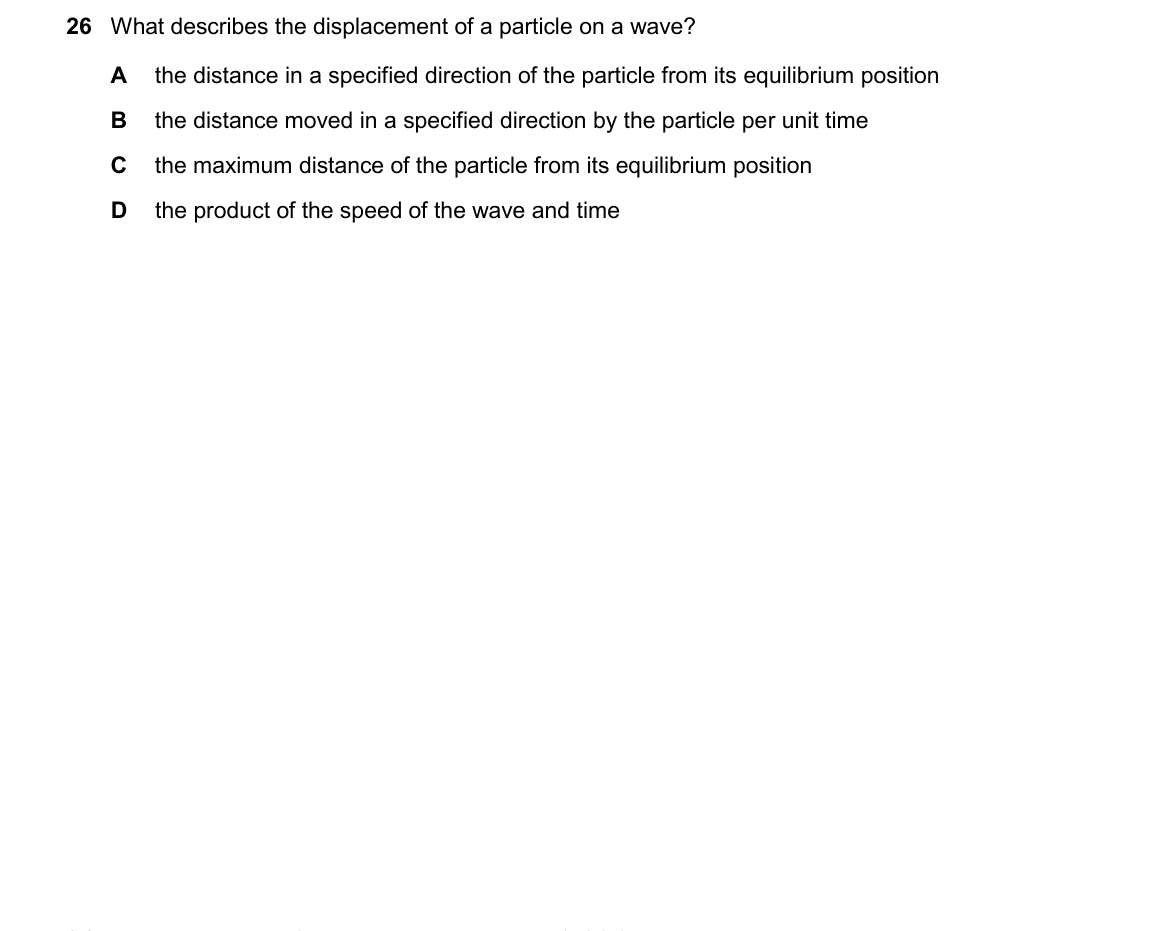 26 What describes the displacement of a particle on a wave?
A the distance in a specified direction of the particle from its equilibrium position
B the distance moved in a specified direction by the particle per unit time
C the maximum distance of the particle from its equilibrium position
D the product of the speed of the wave and time